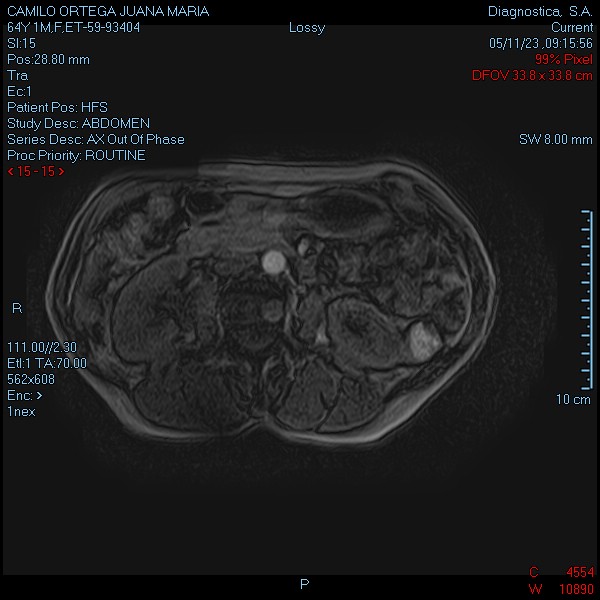 CAMILO ORTEGA JUANA MARIA
64Y 1M,F,ET-59-93404
Sl:15
Pos:28.80 mm
Tra
Ec:1
Patient Pos: HFS
Study Desc: ABDOMEN
Series Desc: AX Out Of Phase
Proc Priority: ROUTINE
< 15 - 15 >
Lossy
Diagnostica, S.A.
Current
05/11/23 ,09:15:56
99% Pixel
DFOV 33.8 x 33.8 cm
SW 8.00 mm
R
111.00//2.30
Etl:1 TA:70.00
562x608
Enc: >
1nex
10 cm
P
C 4554
W 10890